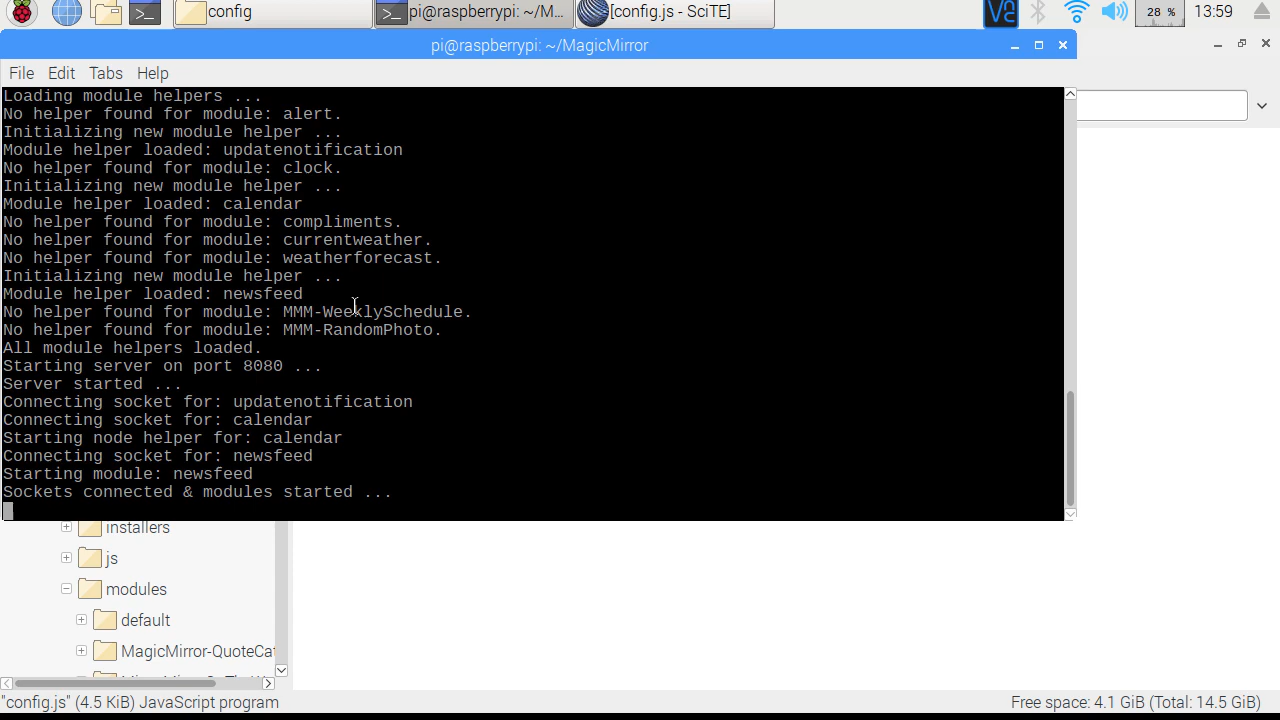 config
pi@raspberrypi: ~/M...
[config.js - SciTE]
28 %
13:59
pi@raspberrypi: ~/MagicMirror
File Edit Tabs Help
Loading module helpers ...
No helper found for module: alert.
Initializing new module helper ...
Module helper loaded: updatenotification
No helper found for module: clock.
Initializing new module helper ...
Module helper loaded: calendar
No helper found for module: compliments.
No helper found for module: currentweather.
No helper found for module: weatherforecast.
Initializing new module helper ...
Module helper loaded: newsfeed
No helper found for module: MMM-WeeklySchedule.
No helper found for module: MMM-RandomPhoto.
All module helpers loaded.
Starting server on port 8080 ...
Server started ...
Connecting socket for: updatenotification
Connecting socket for: calendar
Starting node helper for: calendar
Connecting socket for: newsfeed
Starting module: newsfeed
Sockets connected & modules started ...
installers
js
modules
default
MagicMirror-QuoteCat
"config.js" (4.5 KiB) JavaScript program
Free space: 4.1 GiB (Total: 14.5 GiB)